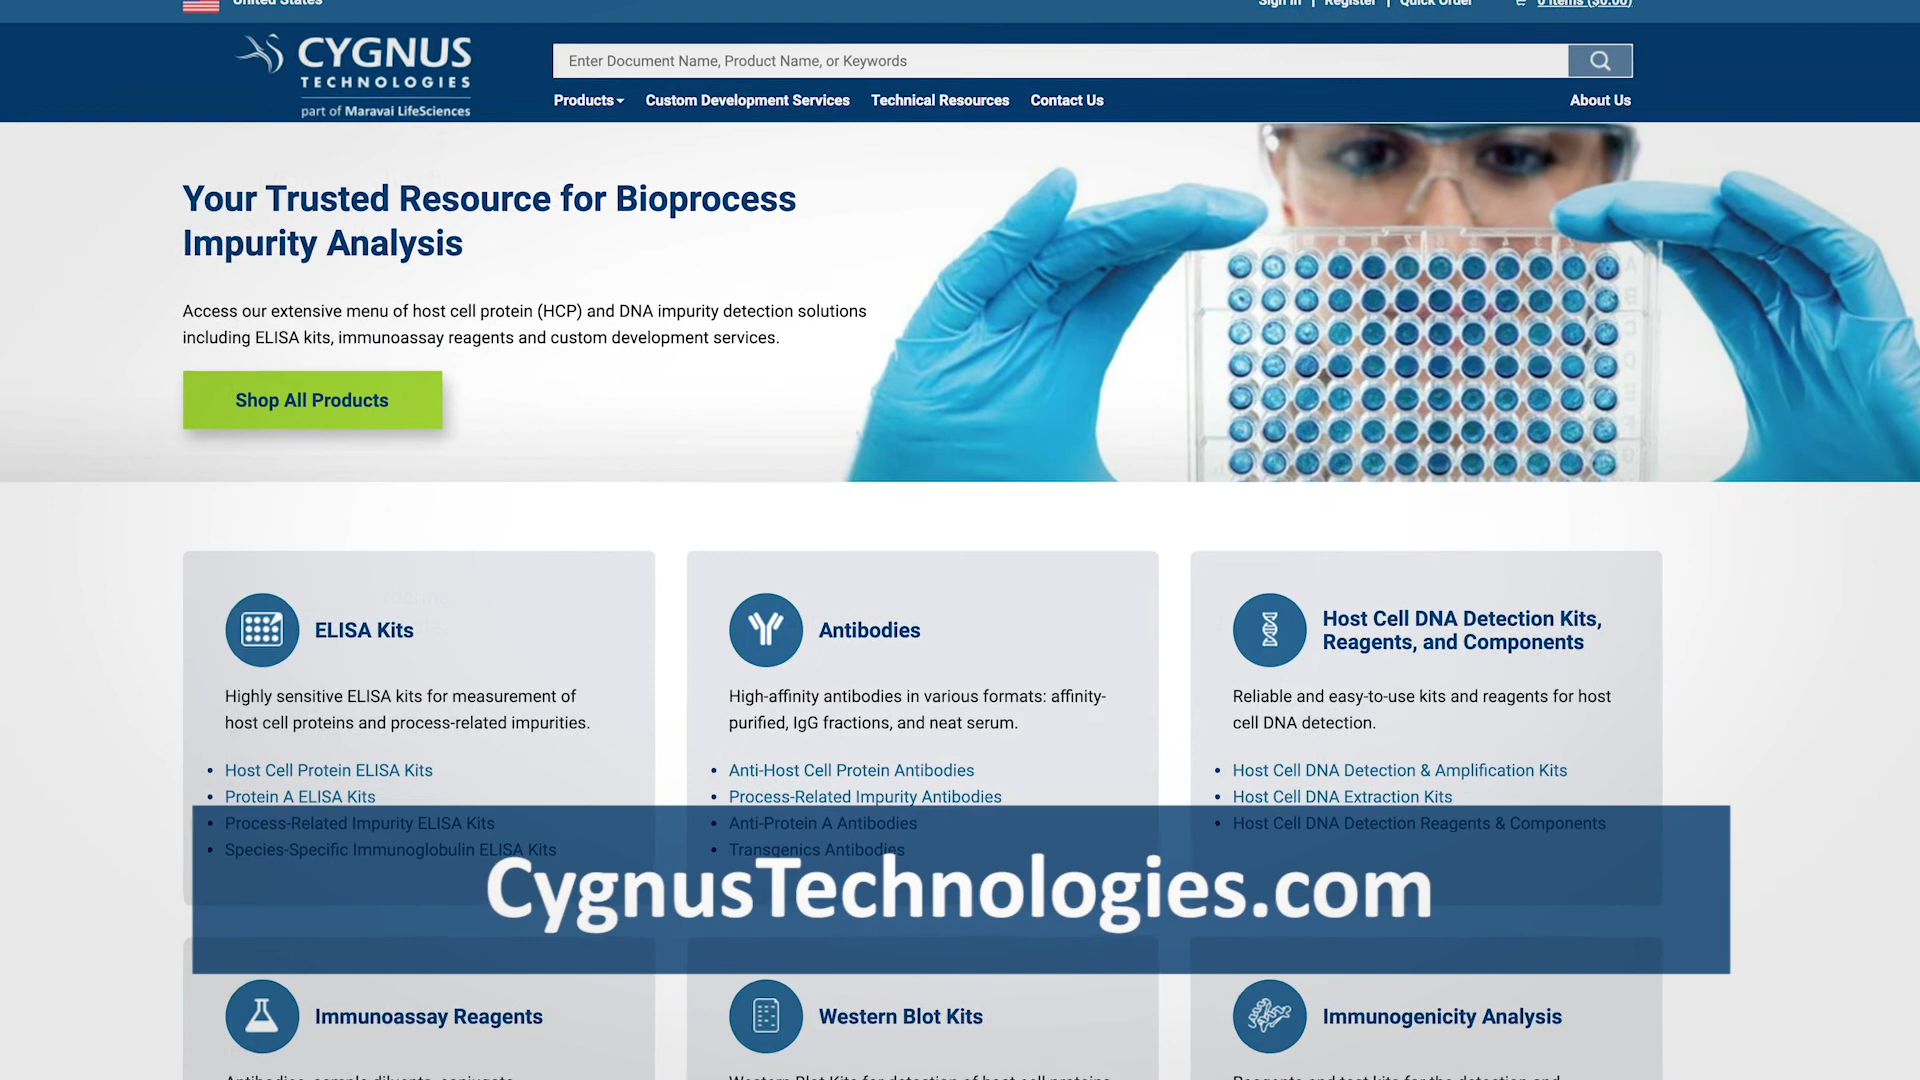 United States
Sign In | Register | Quick Order
0 Items ($0.00)
CYGNUS
TECHNOLOGIES
part of Maravai LifeSciences
Enter Document Name, Product Name, or Keywords
Products
Custom Development Services
Technical Resources
Contact Us
About Us
Your Trusted Resource for Bioprocess
Impurity Analysis
Access our extensive menu of host cell protein (HCP) and DNA impurity detection solutions
including ELISA kits, immunoassay reagents and custom development services.
Shop All Products
ELISA Kits
Highly sensitive ELISA kits for measurement of
host cell proteins and process-related impurities.
• Host Cell Protein ELISA Kits
• Protein A ELISA Kits
• Process-Related Impurity ELISA Kits
• Species-Specific Immunoglobulin ELISA Kits
Antibodies
High-affinity antibodies in various formats: affinity-
purified, IgG fractions, and neat serum.
• Anti-Host Cell Protein Antibodies
• Process-Related Impurity Antibodies
• Anti-Protein A Antibodies
• Transgenics Antibodies
Host Cell DNA Detection Kits,
Reagents, and Components
Reliable and easy-to-use kits and reagents for host
cell DNA detection.
• Host Cell DNA Detection & Amplification Kits
• Host Cell DNA Extraction Kits
• Host Cell DNA Detection Reagents & Components
CygnusTechnologies.com
Immunoassay Reagents
Western Blot Kits
Immunogenicity Analysis